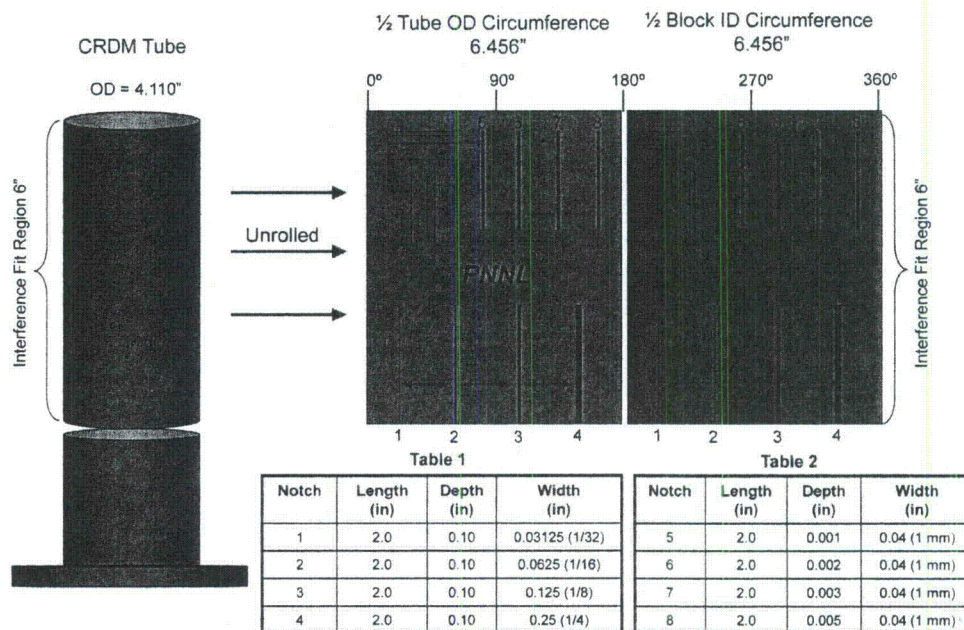 ½ Tube OD Circumference
6.456"
½ Block ID Circumference
6.456"
CRDM Tube
OD = 4.110"
0º 90º 180º 270º 360º
Interference Fit Region 6"
Unrolled
PNNL
Interference Fit Region 6"
1 2 3 4
1 2 3 4
Table 1
Notch Length (in) Depth (in) Width (in)
1 2.0 0.10 0.03125 (1/32)
2 2.0 0.10 0.0625 (1/16)
3 2.0 0.10 0.125 (1/8)
4 2.0 0.10 0.25 (1/4)
Table 2
Notch Length (in) Depth (in) Width (in)
5 2.0 0.001 0.04 (1 mm)
6 2.0 0.002 0.04 (1 mm)
7 2.0 0.003 0.04 (1 mm)
8 2.0 0.005 0.04 (1 mm)